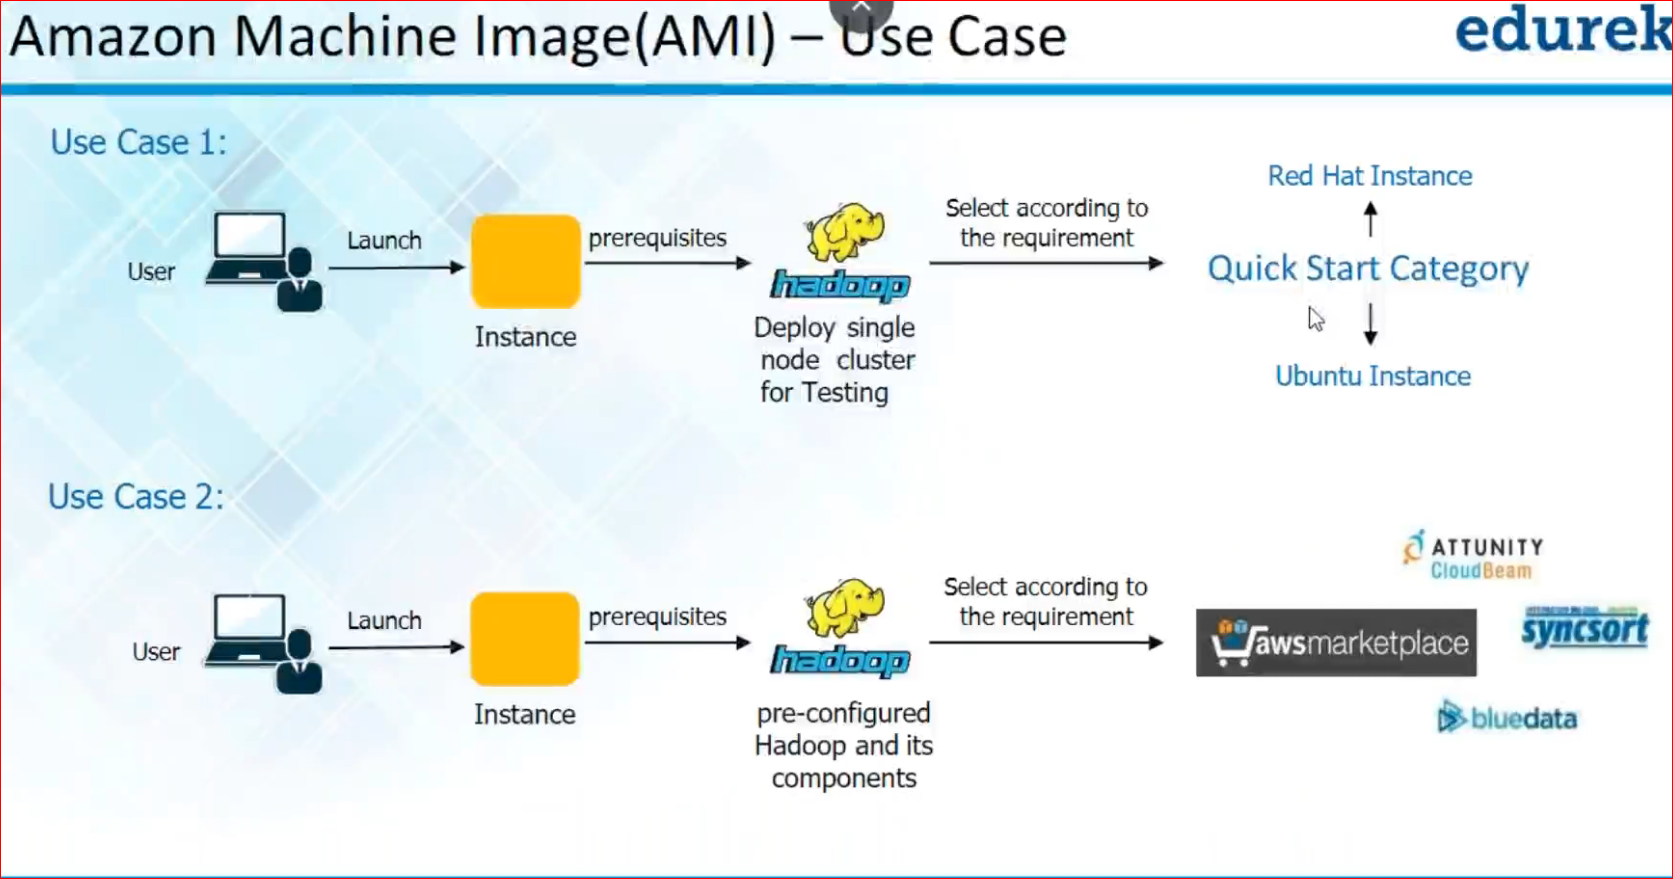 Amazon Machine Image(AMI) – Use Case
edurek
Use Case 1:
User
Launch
Instance
prerequisites
hadoop
Deploy single
node cluster
for Testing
Select according to
the requirement
Red Hat Instance
Quick Start Category
Ubuntu Instance
Use Case 2:
User
Launch
Instance
prerequisites
hadoop
pre-configured
Hadoop and its
components
Select according to
the requirement
ATTUNITY
CloudBeam
awsmarketplace
syncsort
bluedata